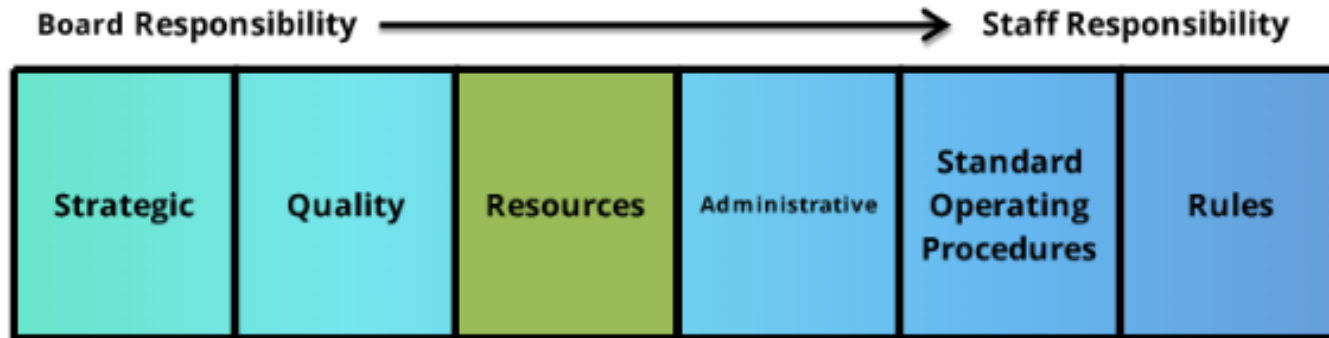 Board Responsibility
Staff Responsibility
Strategic
Quality
Resources
Administrative
Standard
Operating
Procedures
Rules